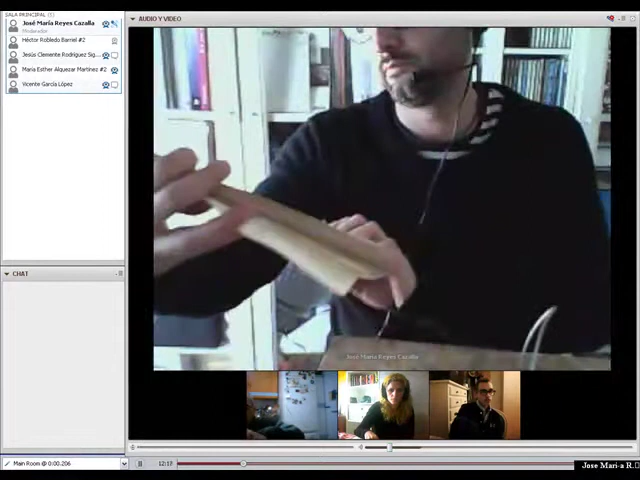 SALA PRINCIPAL (5)
José María Reyes Cazalla
Moderador
Héctor Robledo Barriel #2
Jesús Clemente Rodríguez Sig...
María Esther Alquezar Martínez #2
Vicente García López
CHAT
AUDIO Y VIDEO
José María Reyes Cazalla
Main Room @ 0:00.206
12:17
Jose Mari-a R.